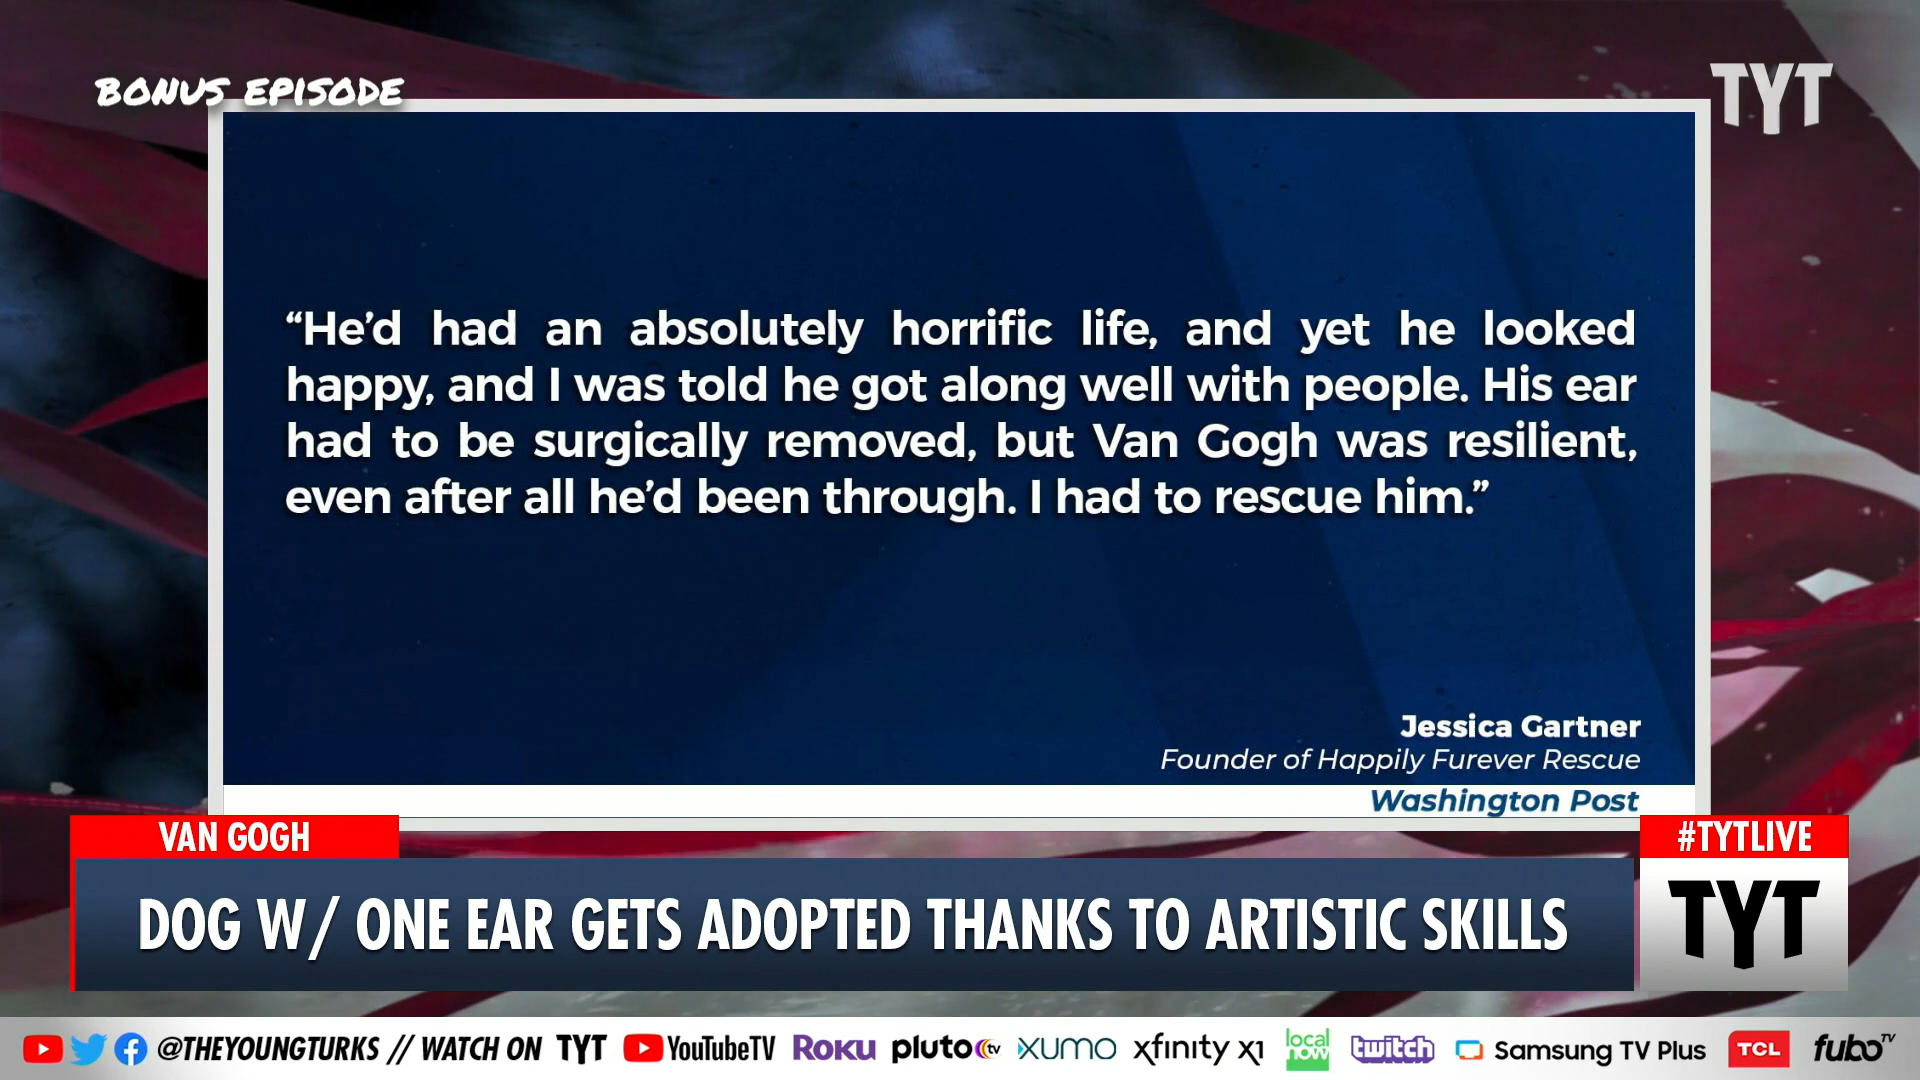 BONUS EPISODE
TYT
“He’d had an absolutely horrific life, and yet he looked
happy, and I was told he got along well with people. His ear
had to be surgically removed, but Van Gogh was resilient,
even after all he’d been through. I had to rescue him.”
Jessica Gartner
Founder of Happily Furever Rescue
Washington Post
VAN GOGH
#TYTLIVE
DOG W/ ONE EAR GETS ADOPTED THANKS TO ARTISTIC SKILLS
TYT
@THEYOUNGTURKS // WATCH ON TYT YouTubeTV ROKU pluto tv XUMO xfinity X1 local now twitch Samsung TV Plus TCL fuboTV